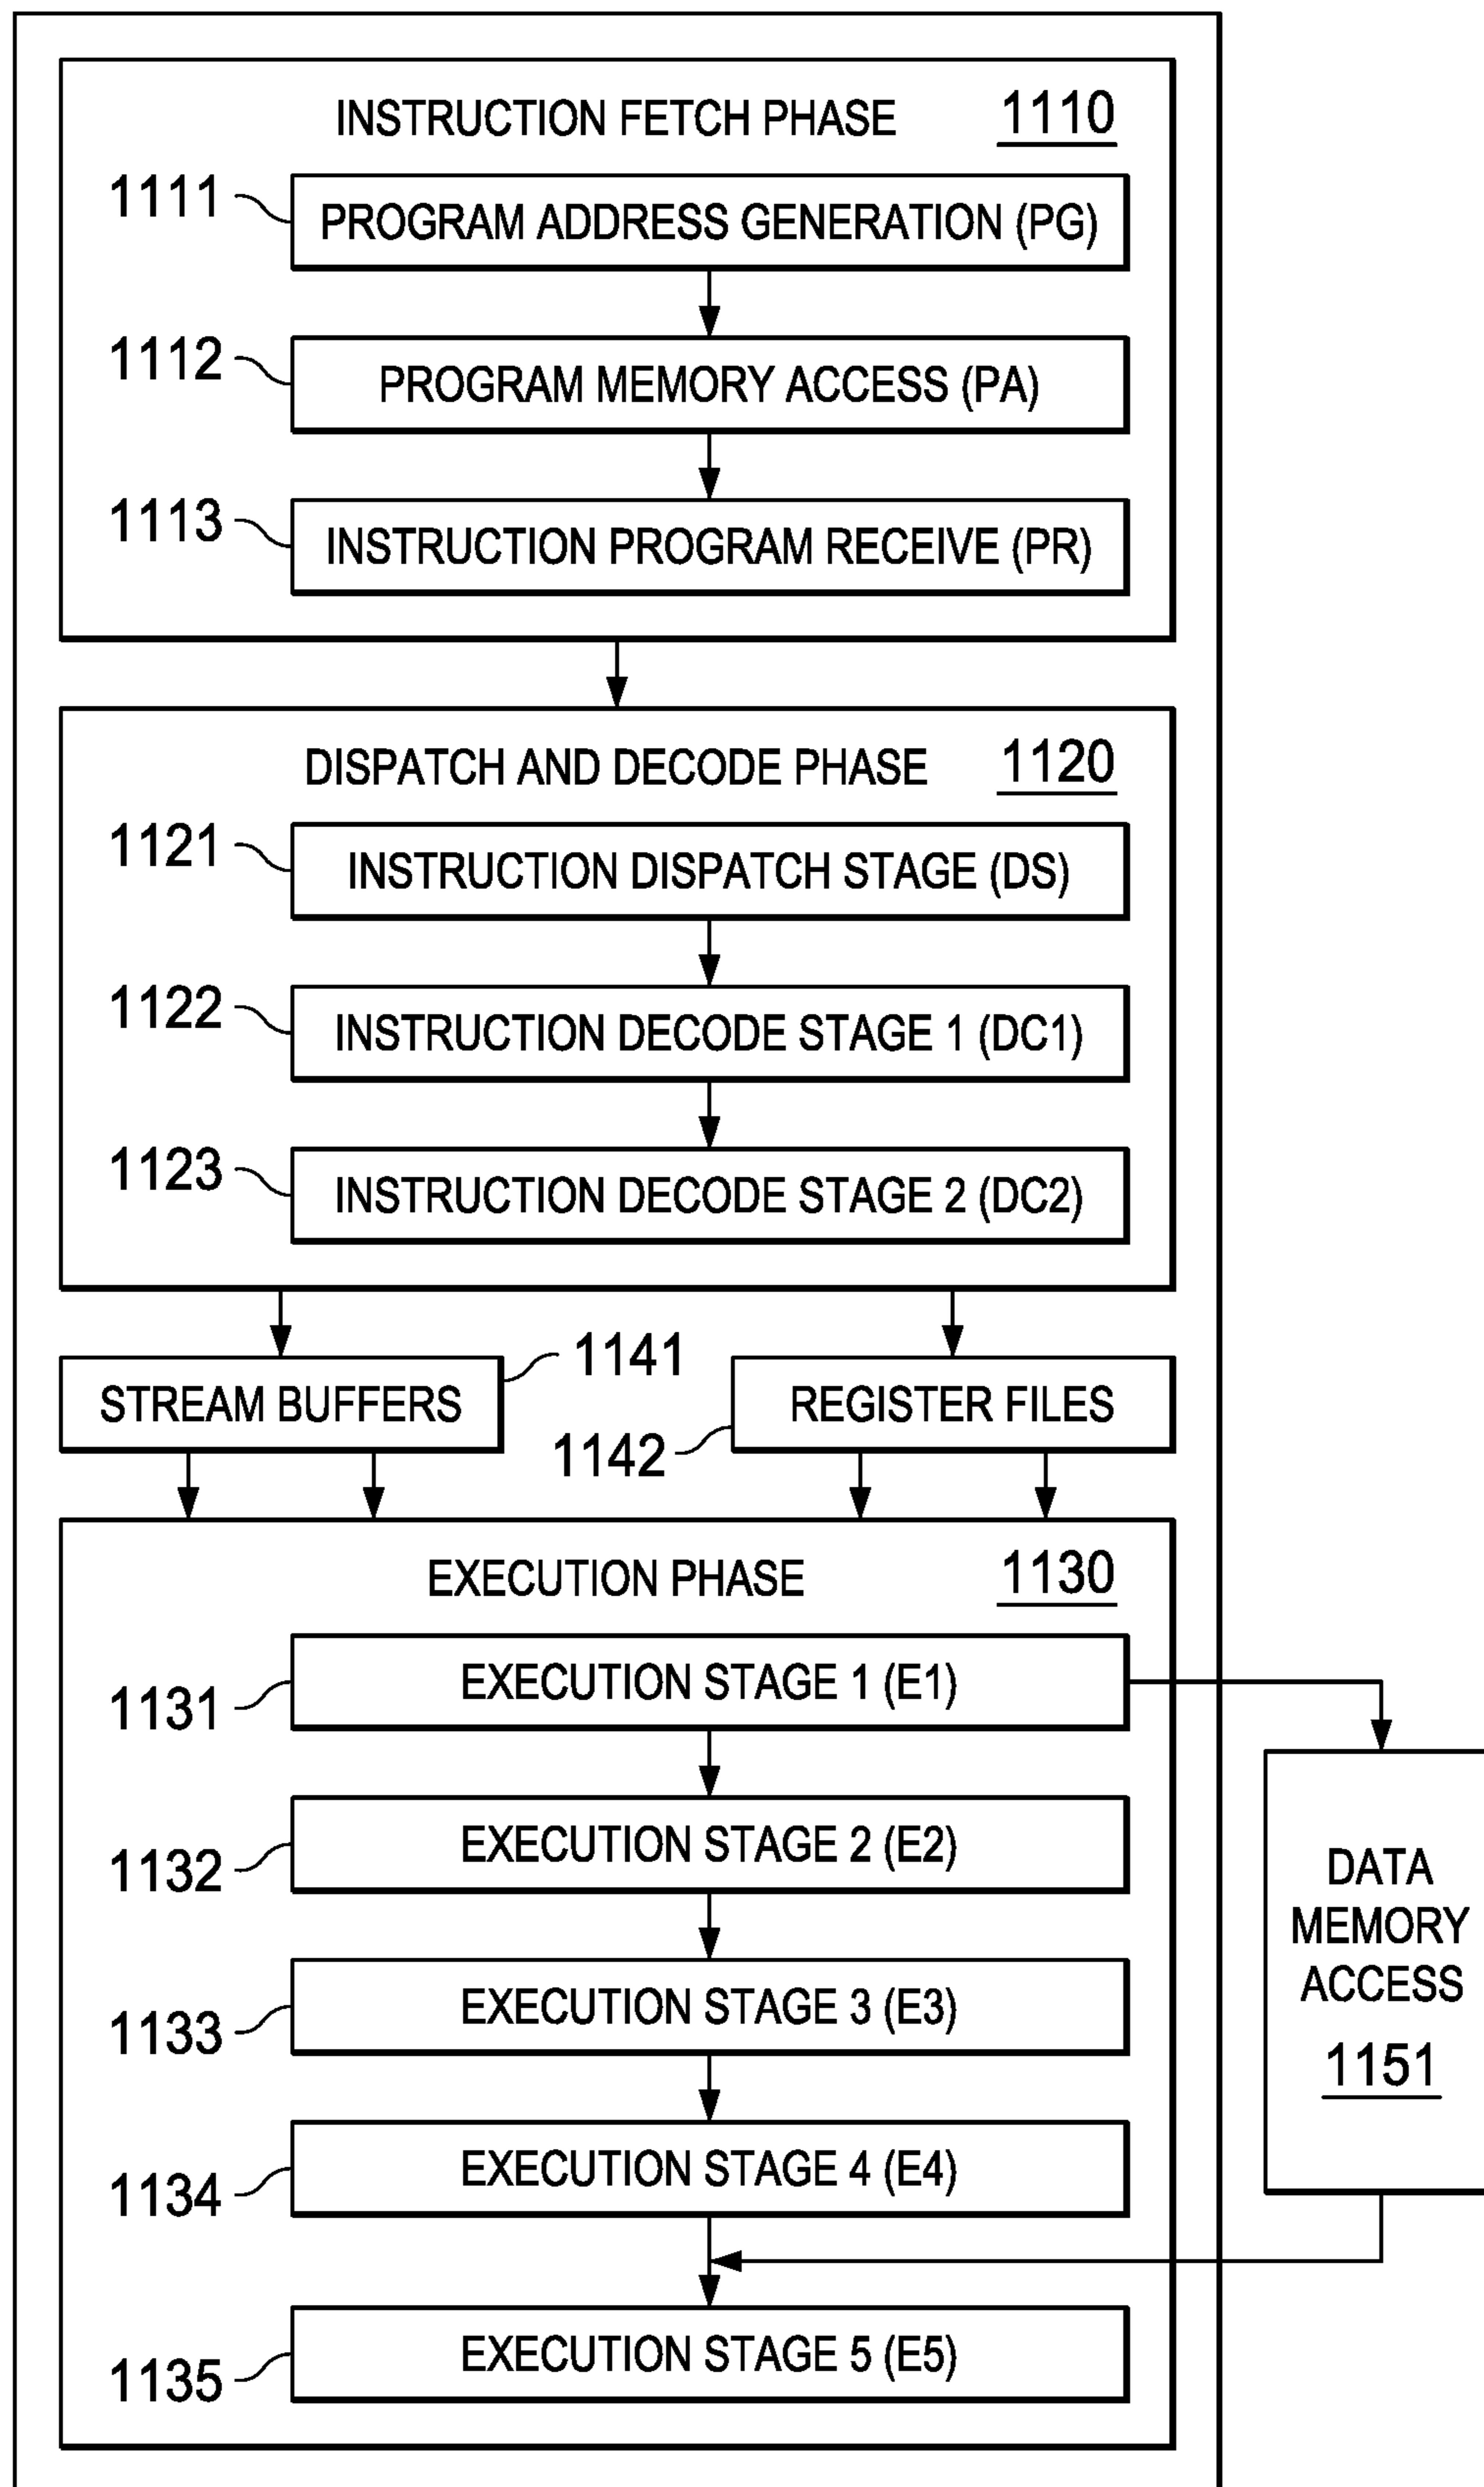 INSTRUCTION FETCH PHASE 1110
1111 PROGRAM ADDRESS GENERATION (PG)
1112 PROGRAM MEMORY ACCESS (PA)
1113 INSTRUCTION PROGRAM RECEIVE (PR)
DISPATCH AND DECODE PHASE 1120
1121 INSTRUCTION DISPATCH STAGE (DS)
1122 INSTRUCTION DECODE STAGE 1 (DC1)
1123 INSTRUCTION DECODE STAGE 2 (DC2)
STREAM BUFFERS 1141
1142 REGISTER FILES
EXECUTION PHASE 1130
1131 EXECUTION STAGE 1 (E1)
1132 EXECUTION STAGE 2 (E2)
1133 EXECUTION STAGE 3 (E3)
1134 EXECUTION STAGE 4 (E4)
1135 EXECUTION STAGE 5 (E5)
DATA
MEMORY
ACCESS
1151